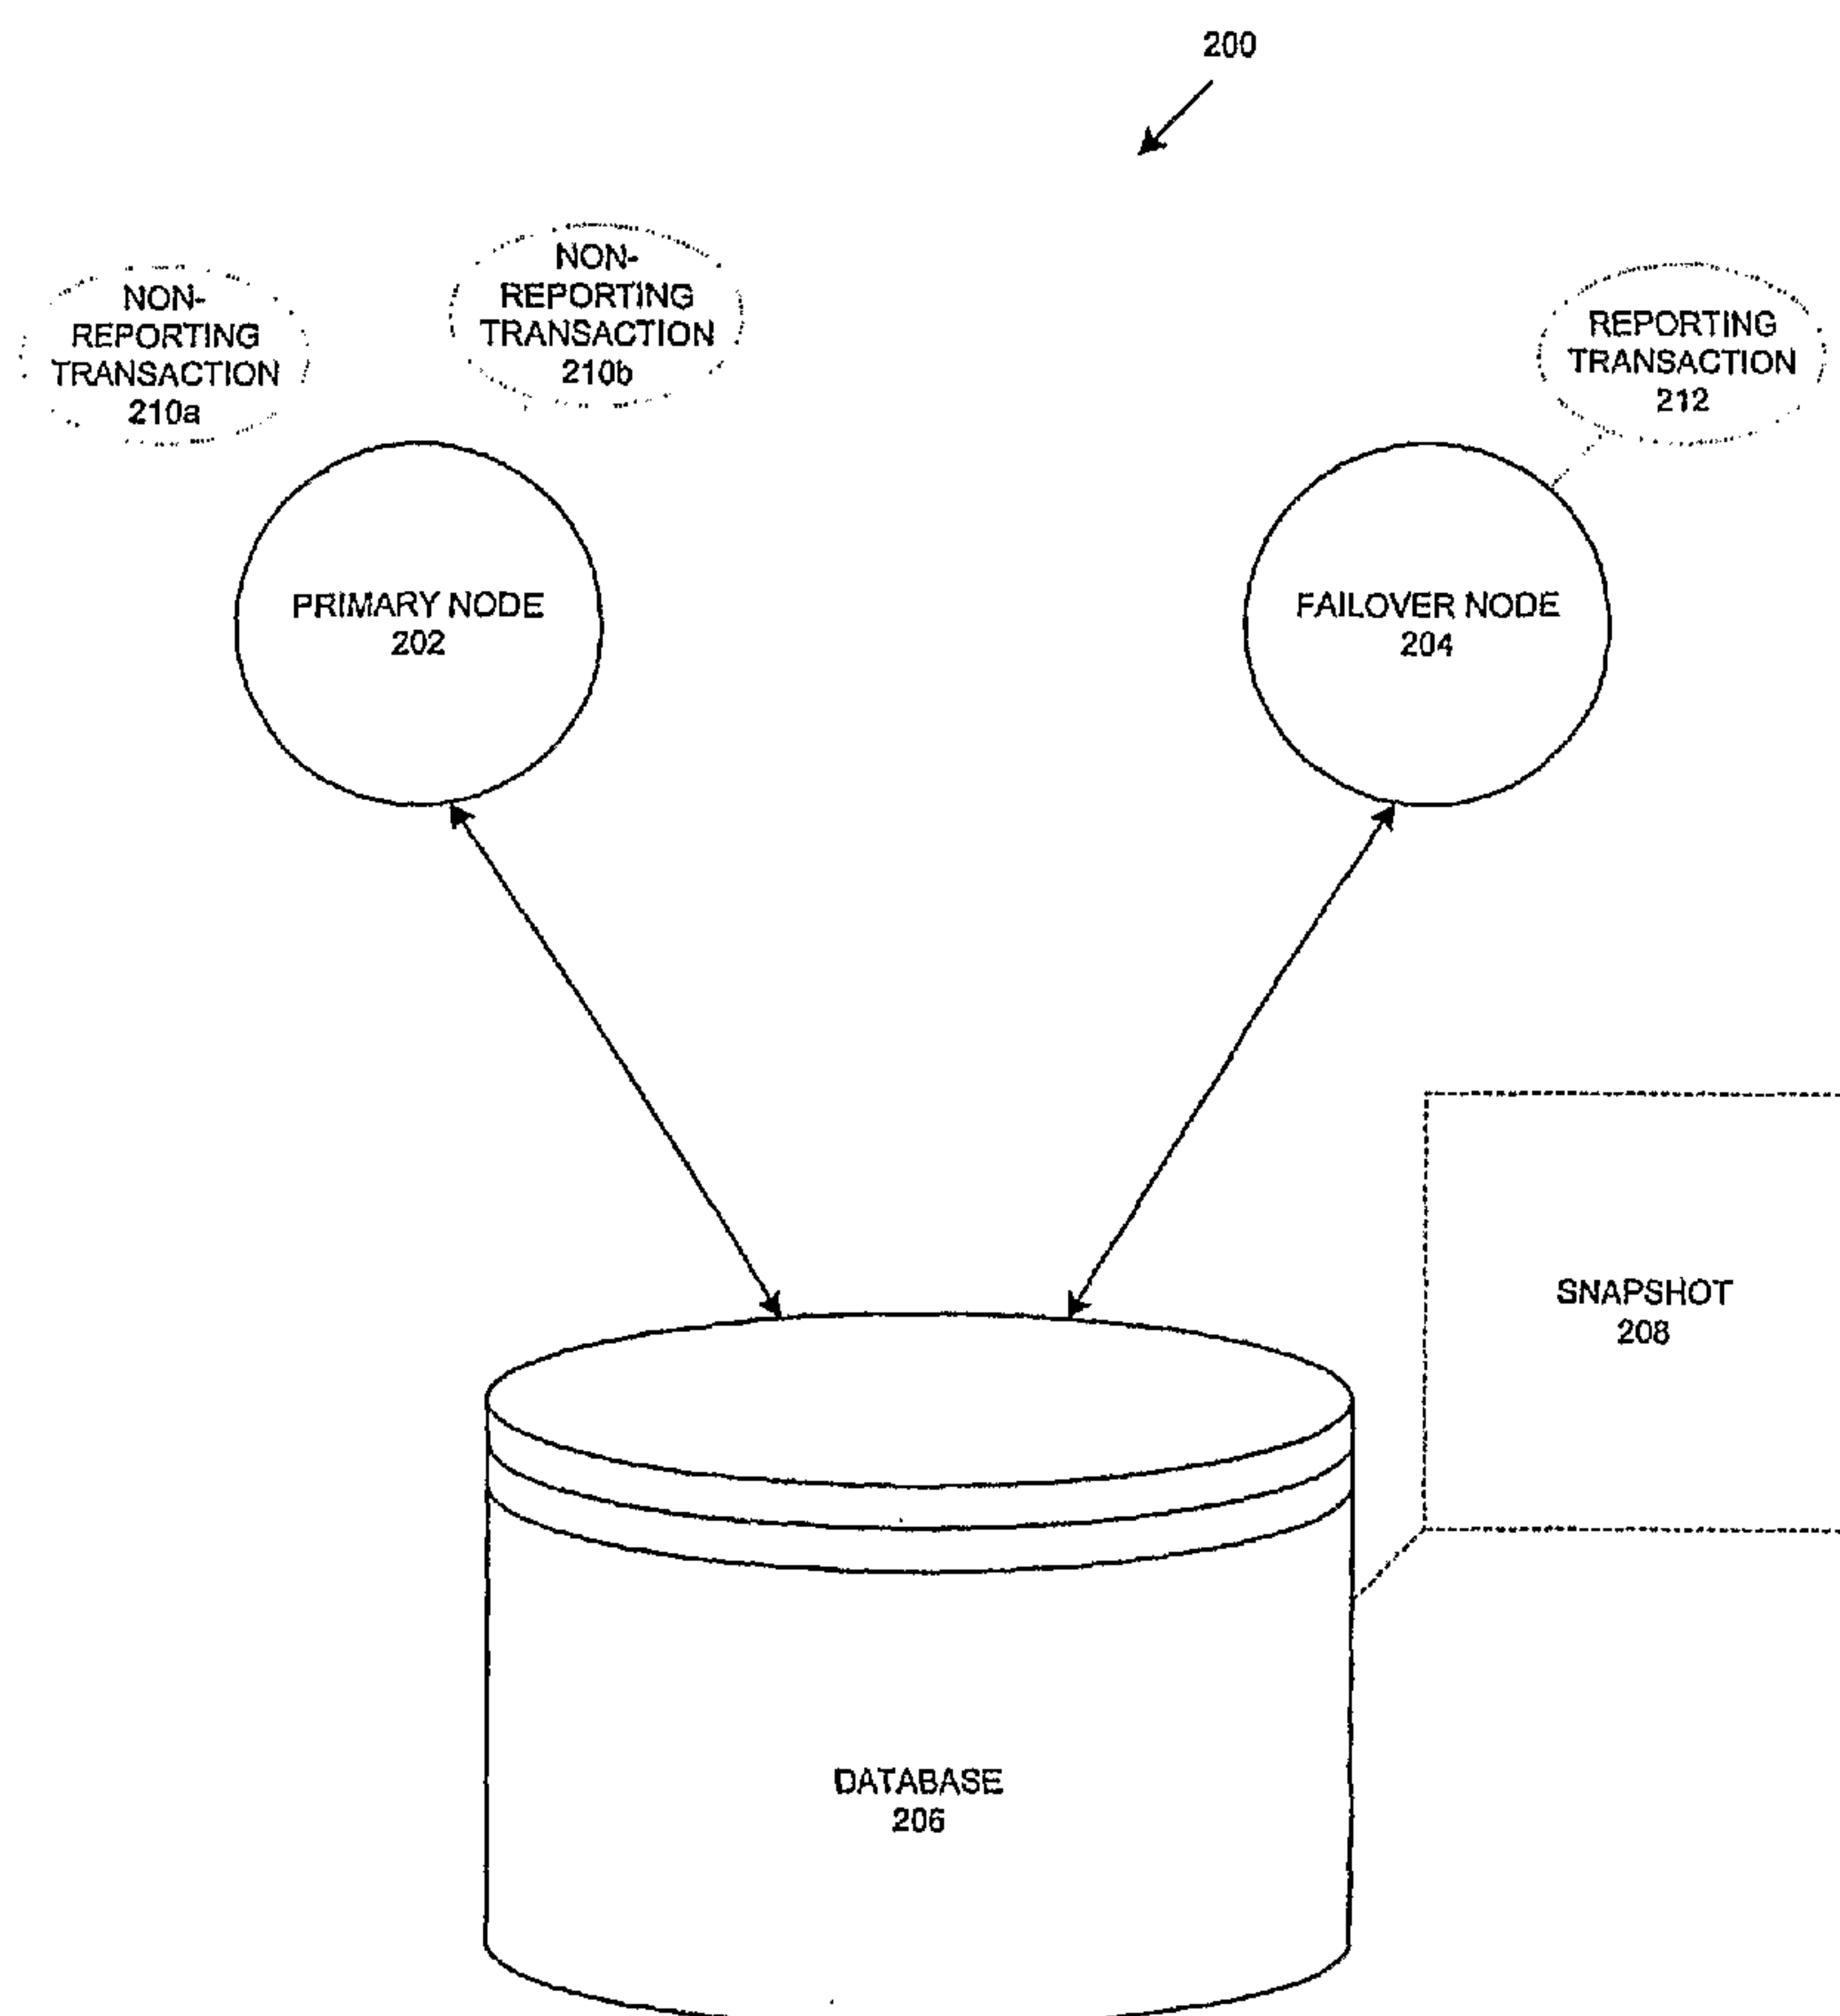 200
NON-
REPORTING
TRANSACTION
210a
NON-
REPORTING
TRANSACTION
210b
REPORTING
TRANSACTION
212
PRIMARY NODE
202
FAILOVER NODE
204
SNAPSHOT
208
DATABASE
206